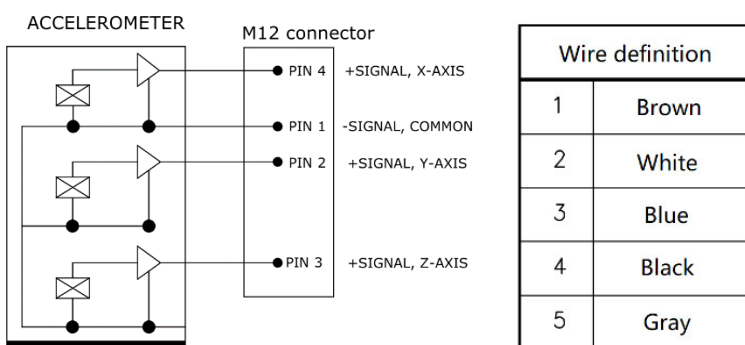 ACCELEROMETER
M12 connector
PIN 4 +SIGNAL, X-AXIS
PIN 1 -SIGNAL, COMMON
PIN 2 +SIGNAL, Y-AXIS
PIN 3 +SIGNAL, Z-AXIS
Wire definition
1 Brown
2 White
3 Blue
4 Black
5 Gray